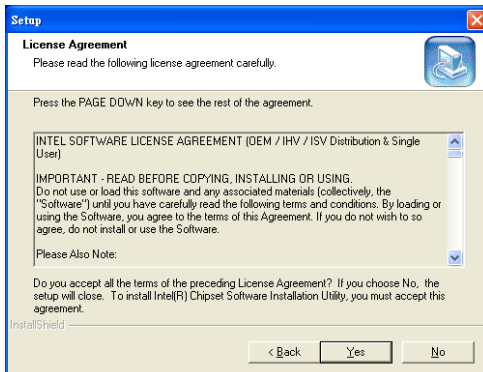 Setup
License Agreement
Please read the following license agreement carefully.
Press the PAGE DOWN key to see the rest of the agreement.
INTEL SOFTWARE LICENSE AGREEMENT (OEM / IHV / ISV Distribution & Single
User)
IMPORTANT - READ BEFORE COPYING, INSTALLING OR USING.
Do not use or load this software and any associated materials (collectively, the
"Software") until you have carefully read the following terms and conditions. By loading or
using the Software, you agree to the terms of this Agreement. If you do not wish to so
agree, do not install or use the Software.
Please Also Note:
Do you accept all the terms of the preceding License Agreement? If you choose No, the
setup will close. To install Intel(R) Chipset Software Installation Utility, you must accept this
agreement.
InstallShield
< Back Yes No